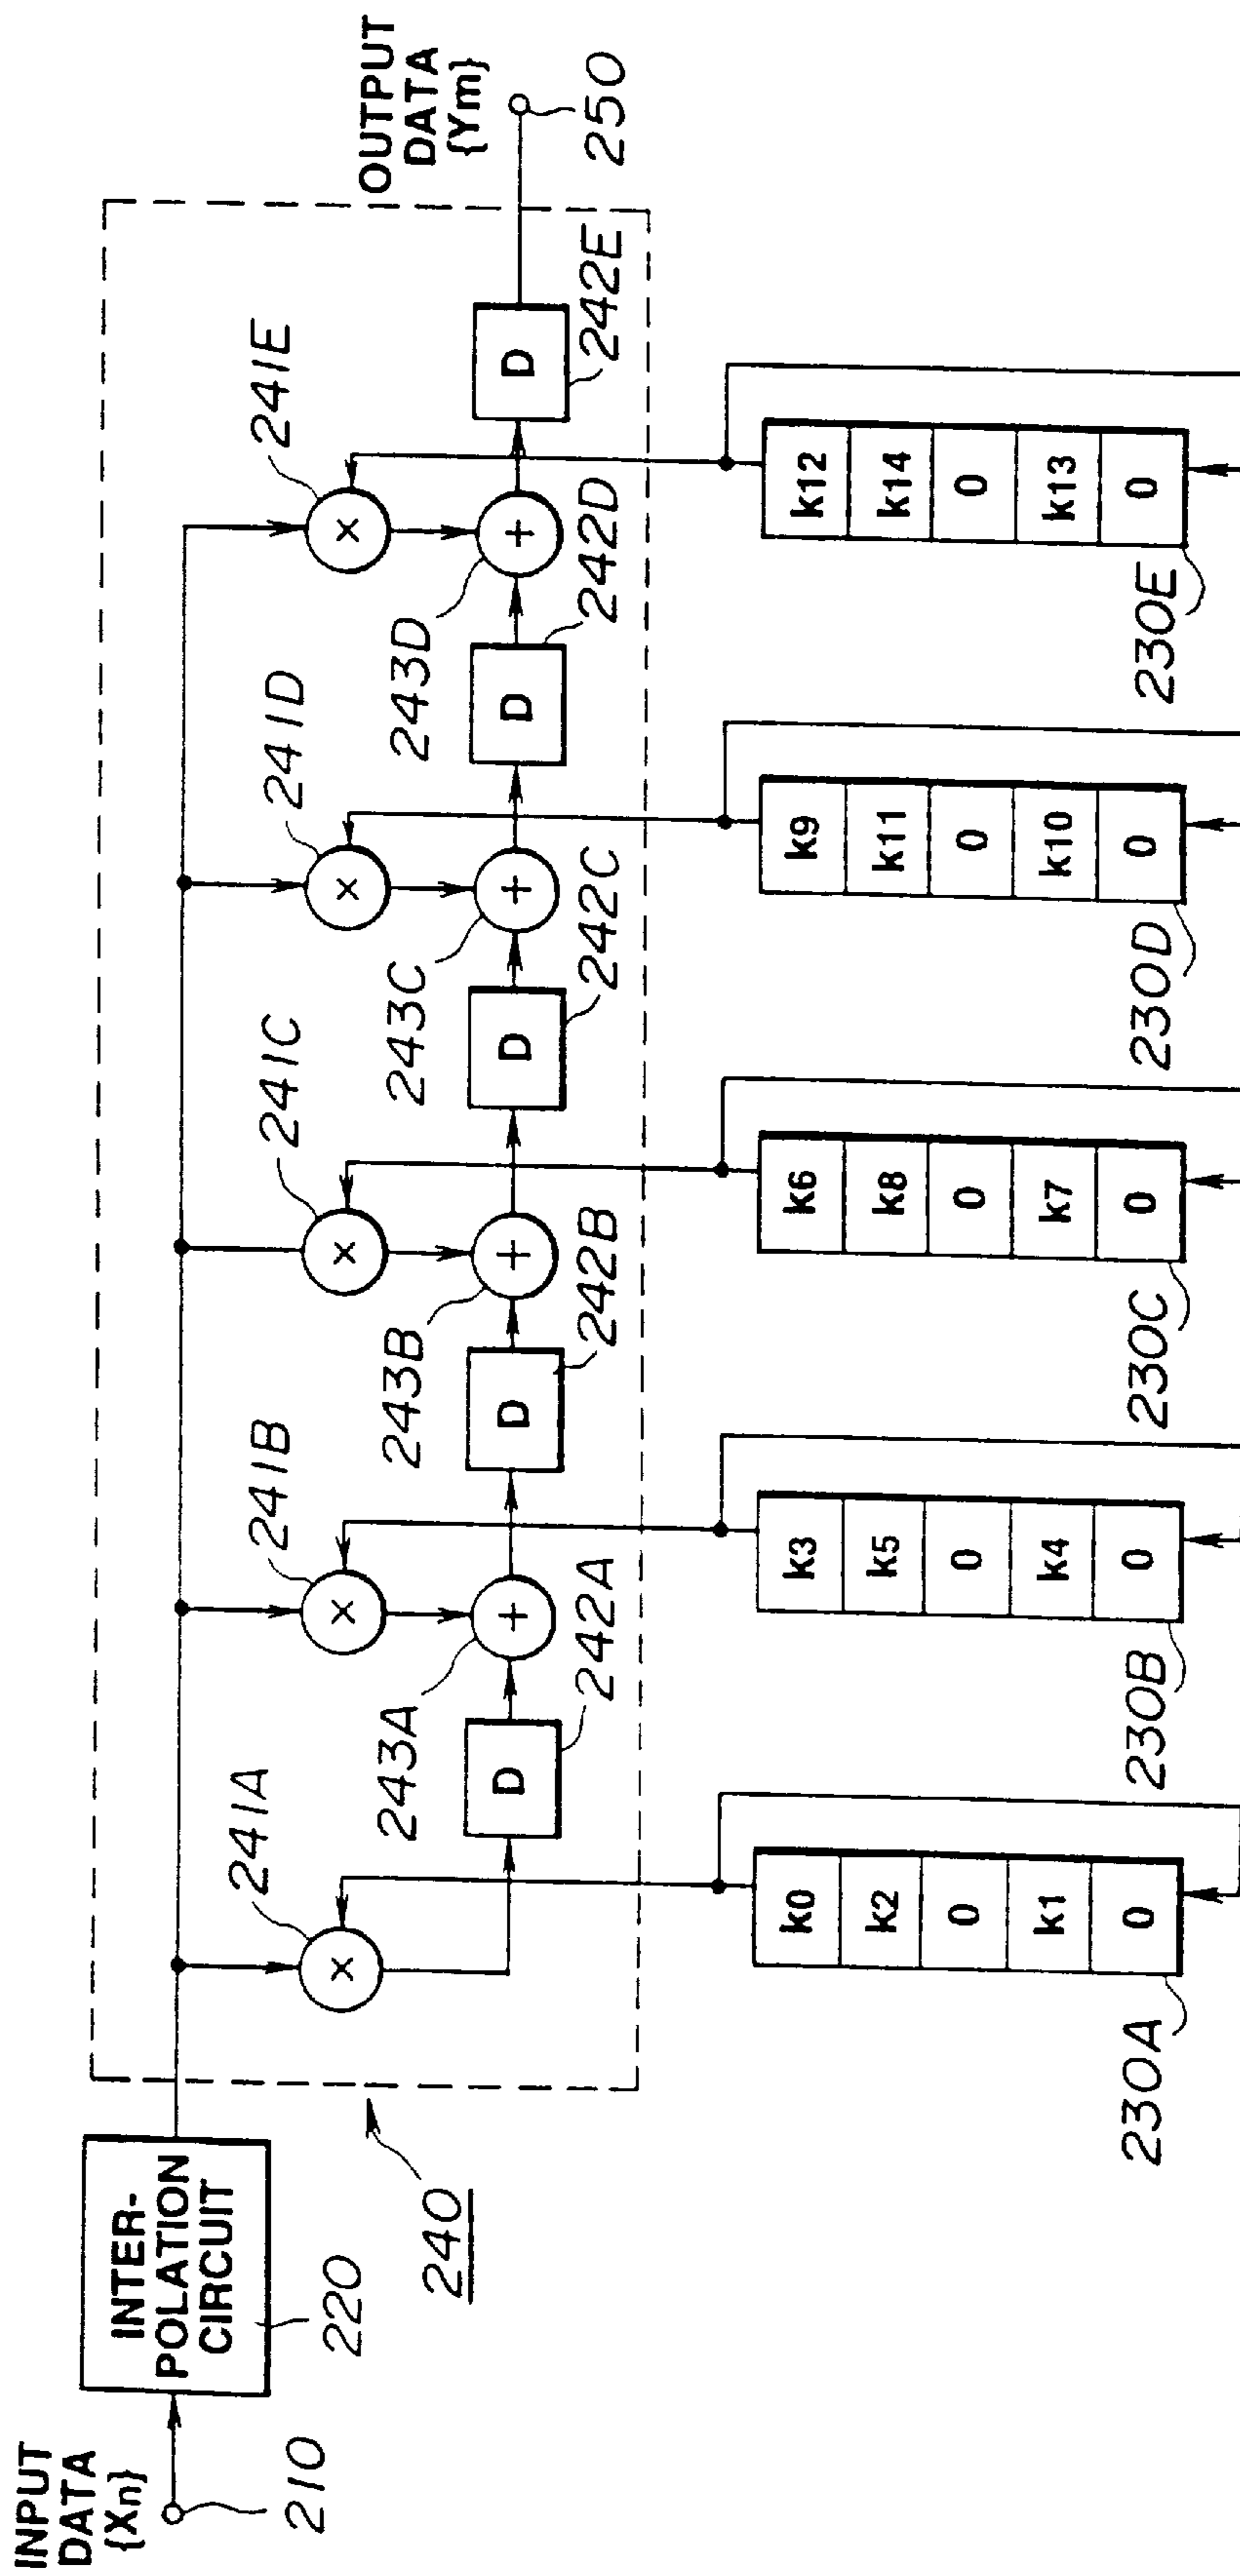 INPUT
DATA
{Xn}
210
INTER-
POLATION
CIRCUIT
220
240
241A
×
241B
×
241C
×
241D
×
241E
×
D
242A
243A
+
D
242B
243B
+
D
242C
243C
+
D
242D
243D
+
D
242E
OUTPUT
DATA
{Ym}
250
k0
k2
0
k1
0
230A
k3
k5
0
k4
0
230B
k6
k8
0
k7
0
230C
k9
k11
0
k10
0
230D
k12
k14
0
k13
0
230E